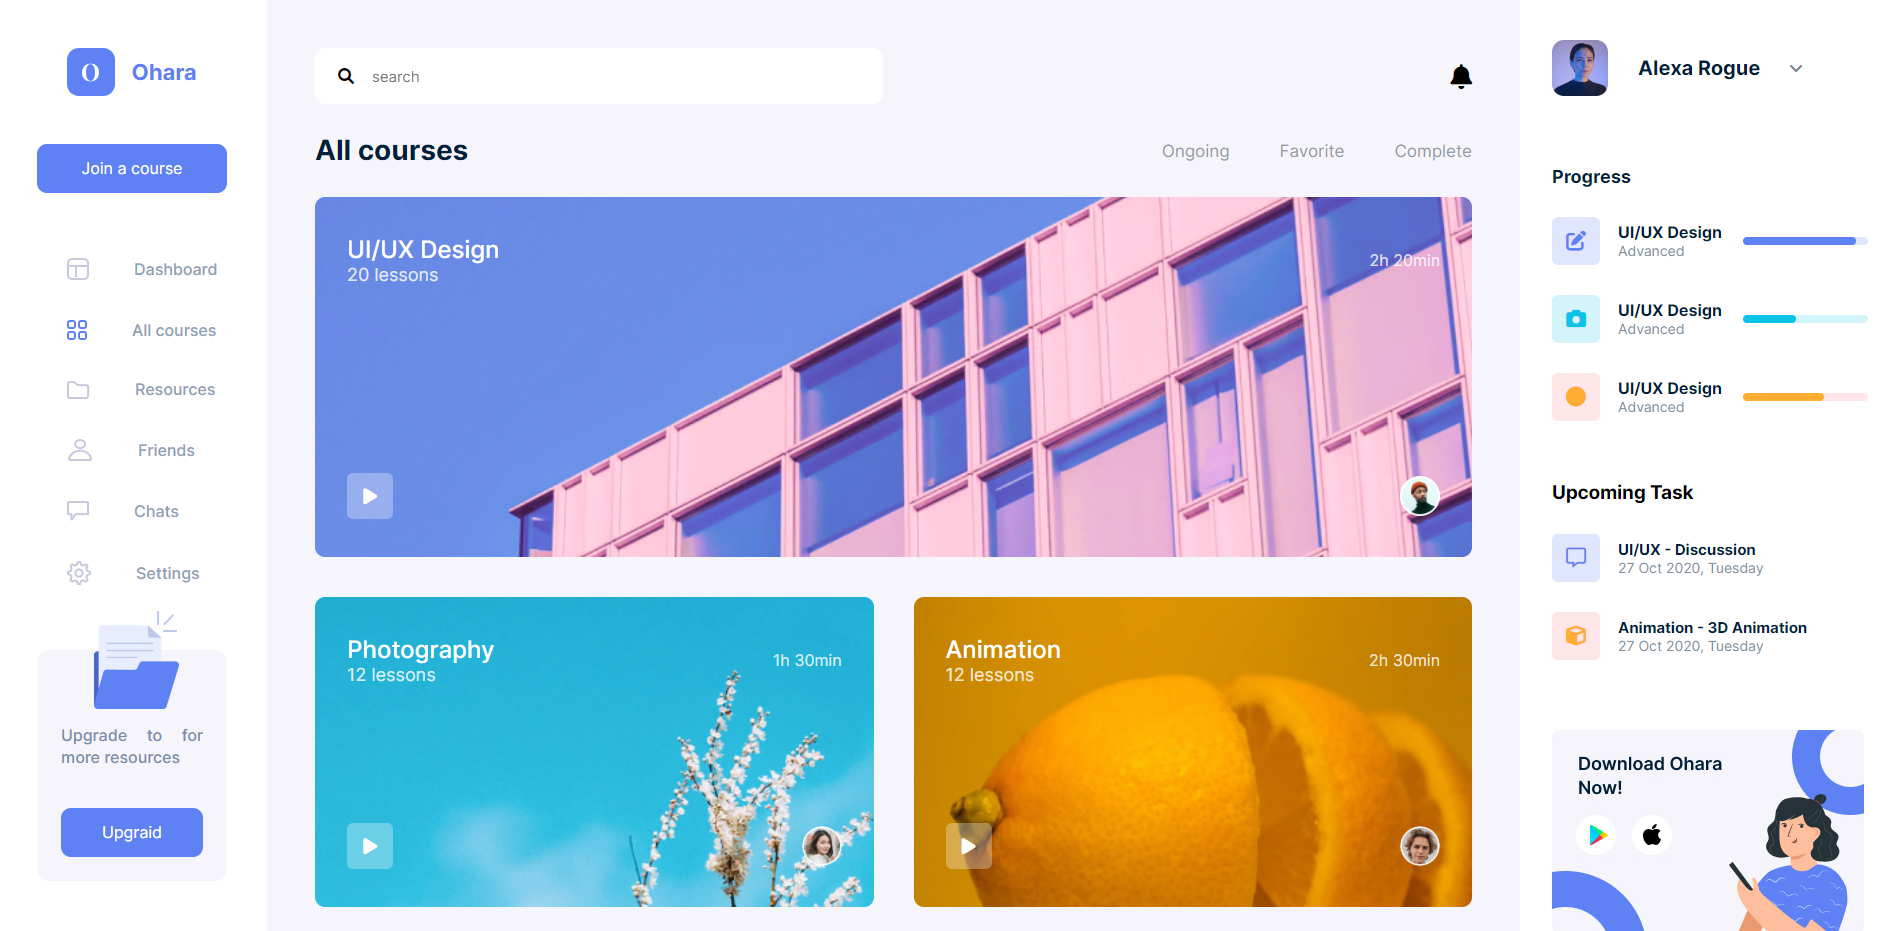 O
Ohara
Join a course
Dashboard
All courses
Resources
Friends
Chats
Settings
Upgrade to for
more resources
Upgraid
search
All courses
Ongoing
Favorite
Complete
UI/UX Design
20 lessons
2h 20min
Photography
12 lessons
1h 30min
Animation
12 lessons
2h 30min
Alexa Rogue
Progress
UI/UX Design
Advanced
UI/UX Design
Advanced
UI/UX Design
Advanced
Upcoming Task
UI/UX - Discussion
27 Oct 2020, Tuesday
Animation - 3D Animation
27 Oct 2020, Tuesday
Download Ohara
Now!